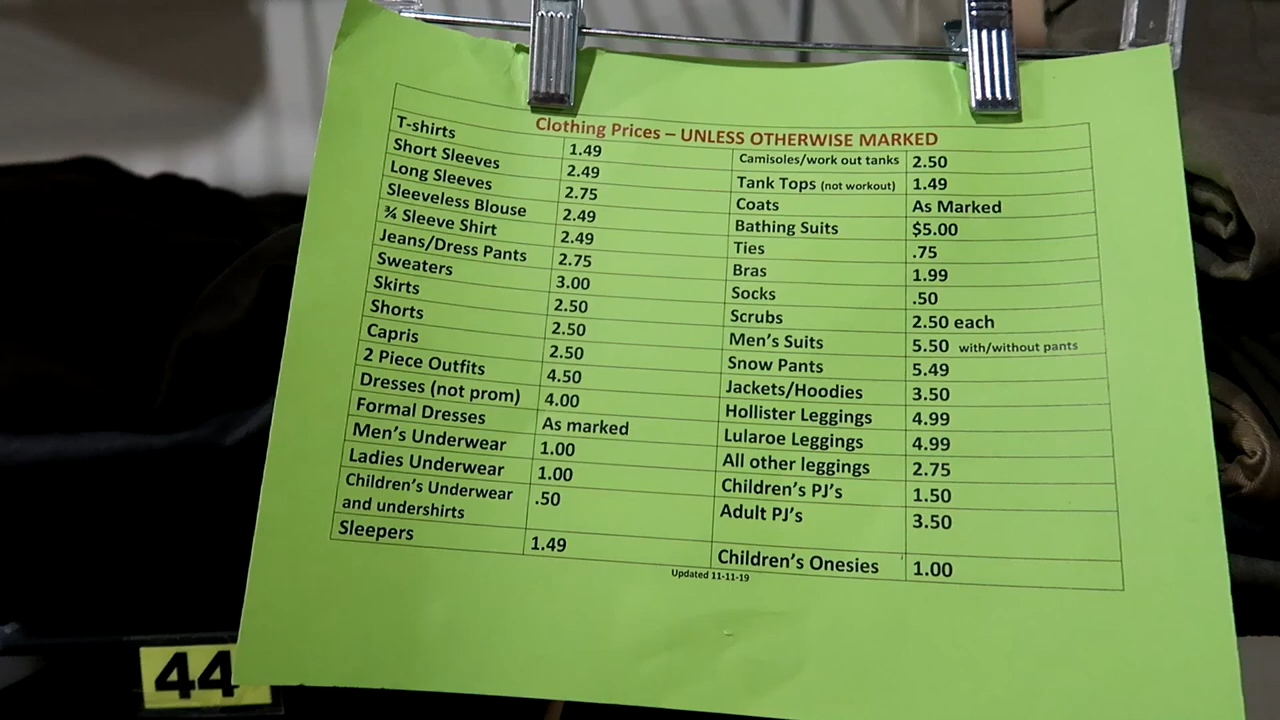 Clothing Prices – UNLESS OTHERWISE MARKED
T-shirts 1.49 Camisoles/work out tanks 2.50
Short Sleeves 2.49 Tank Tops (not workout) 1.49
Long Sleeves 2.75 Coats As Marked
Sleeveless Blouse 2.49 Bathing Suits $5.00
¾ Sleeve Shirt 2.49 Ties .75
Jeans/Dress Pants 2.75 Bras 1.99
Sweaters 3.00 Socks .50
Skirts 2.50 Scrubs 2.50 each
Shorts 2.50 Men's Suits 5.50 with/without pants
Capris 2.50 Snow Pants 5.49
2 Piece Outfits 4.50 Jackets/Hoodies 3.50
Dresses (not prom) 4.00 Hollister Leggings 4.99
Formal Dresses As marked Lularoe Leggings 4.99
Men's Underwear 1.00 All other leggings 2.75
Ladies Underwear 1.00 Children's PJ's 1.50
Children's Underwear .50 Adult PJ's 3.50
and undershirts
Sleepers 1.49 Children's Onesies 1.00
Updated 11-11-19
44